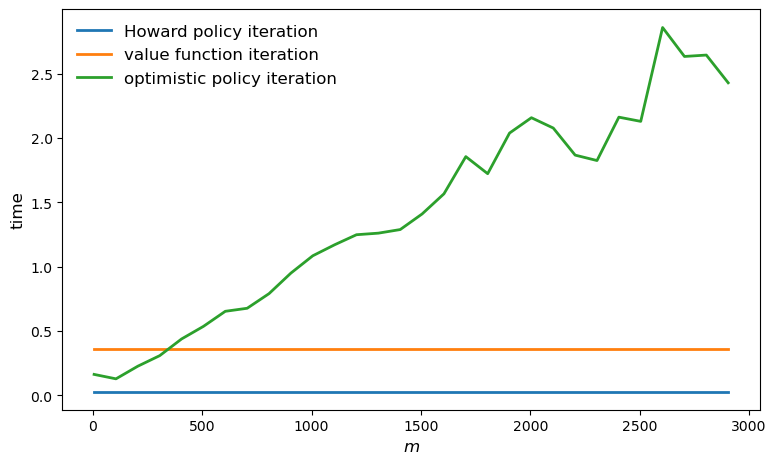 Howard policy iteration
value function iteration
optimistic policy iteration
time
2.5
2.0
1.5
1.0
0.5
0.0
0 500 1000 1500 2000 2500 3000
m